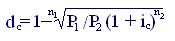 d_c=1-^{n_1}√P_1/P_2 (1 + i_c)^{n_2}